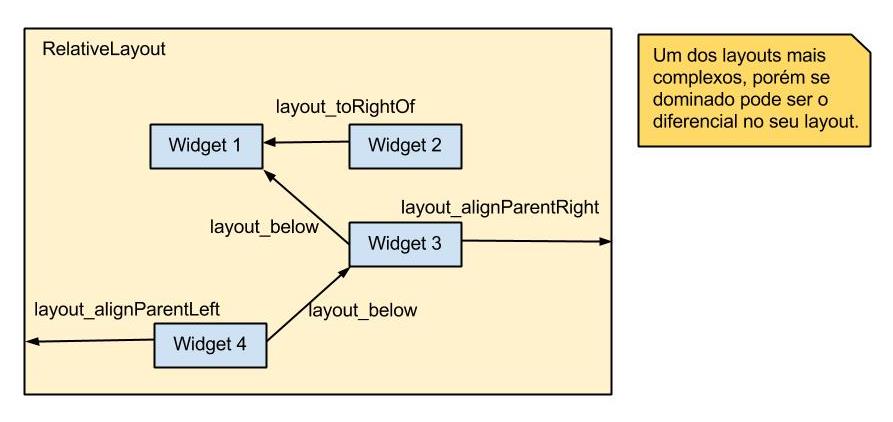 RelativeLayout
Um dos layouts mais
complexos, porém se
dominado pode ser o
diferencial no seu layout.
layout_toRightOf
Widget 1
Widget 2
layout_alignParentRight
layout_below
Widget 3
layout_alignParentLeft
layout_below
Widget 4